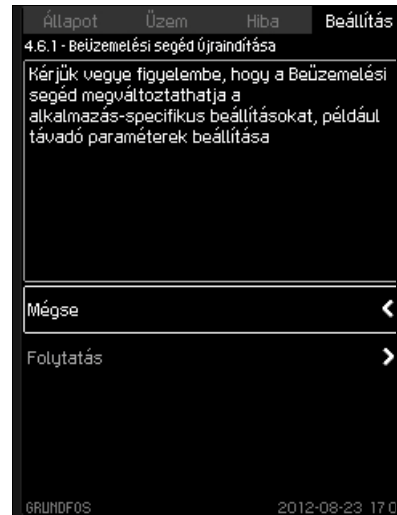 Állapot Üzem Hiba Beállítás
4.6.1 - Beüzemelési segéd újraindítása
Kérjük vegye figyelembe, hogy a Beüzemelési
segéd megváltoztathatja a
alkalmazás-specifikus beállításokat, például
távadó paraméterek beállítása
Mégse
Folytatás
GRUNDFOS 2012-08-23 17:0